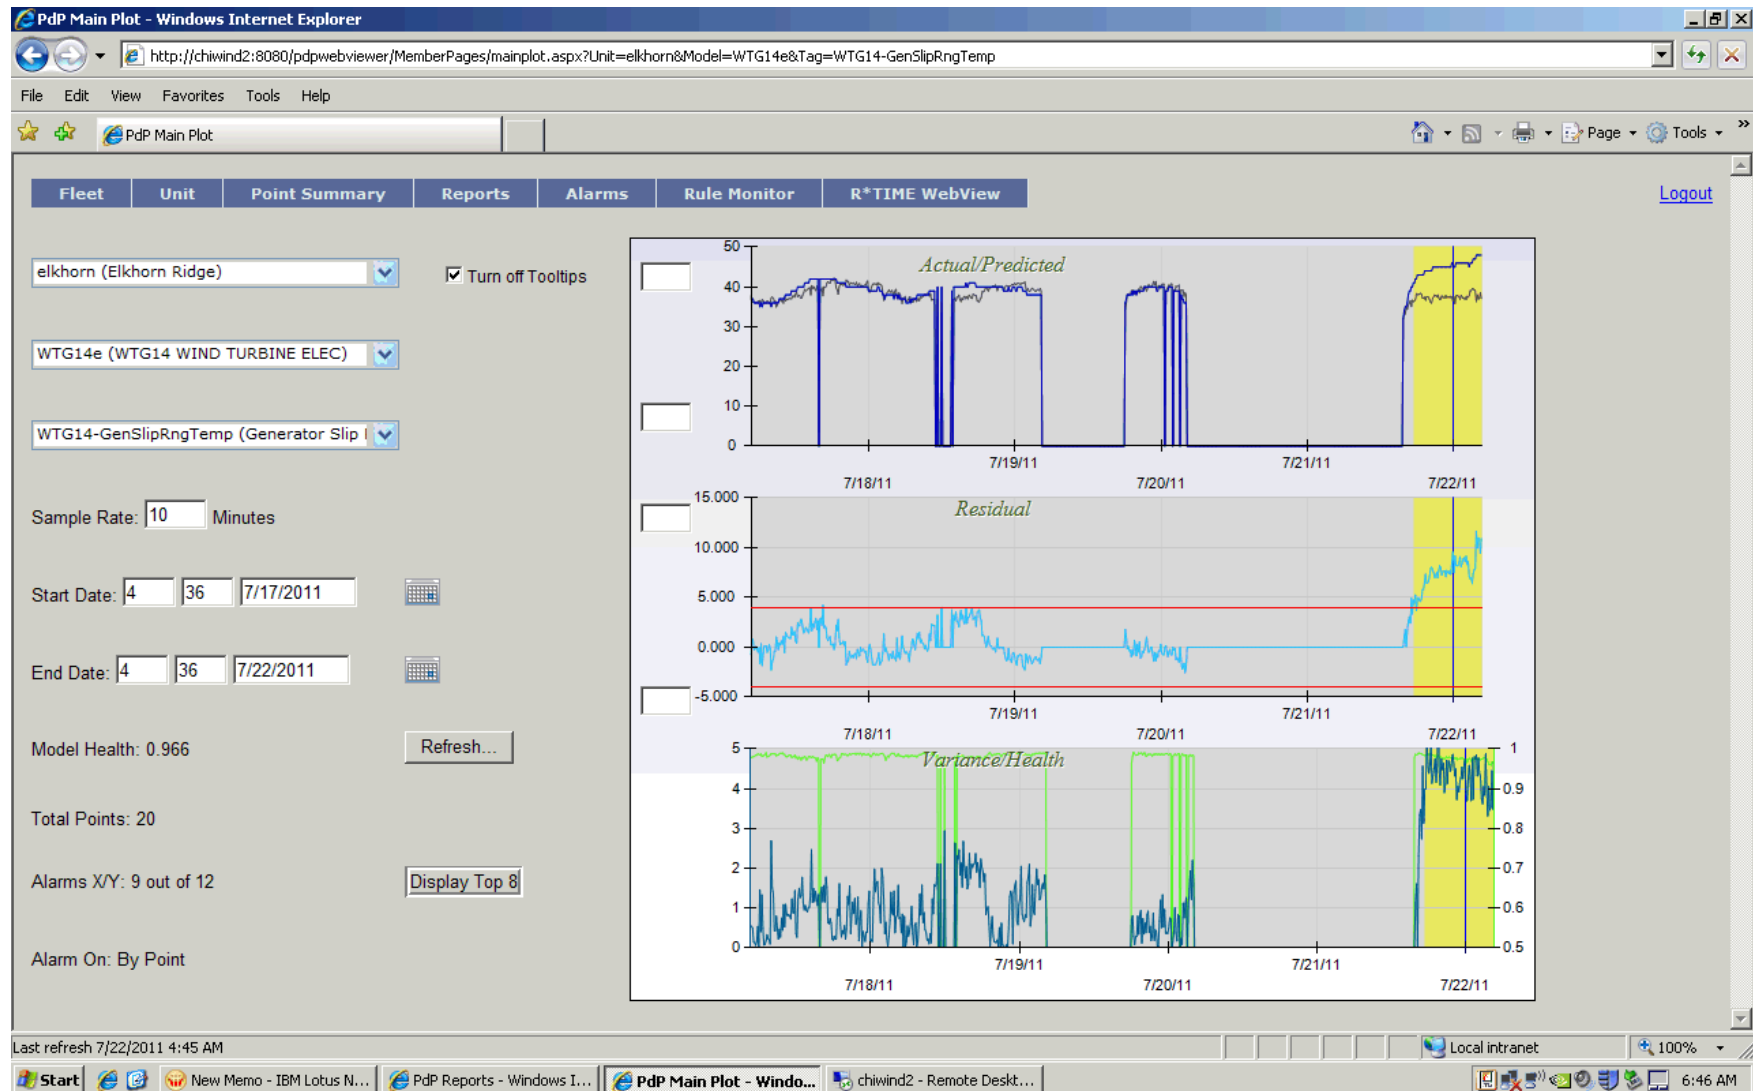 PdP Main Plot - Windows Internet Explorer
http://chiwind2:8080/pdpwebviewer/MemberPages/mainplot.aspx?Unit=elkhorn&Model=WTG14e&Tag=WTG14-GenSlipRngTemp
File Edit View Favorites Tools Help
PdP Main Plot
Page Tools »
Fleet Unit Point Summary Reports Alarms Rule Monitor R*TIME WebView
Logout
elkhorn (Elkhorn Ridge)
Turn off Tooltips
WTG14e (WTG14 WIND TURBINE ELEC)
WTG14-GenSlipRngTemp (Generator Slip
Sample Rate: 10 Minutes
Start Date: 4 36 7/17/2011
End Date: 4 36 7/22/2011
Model Health: 0.966
Refresh...
Total Points: 20
Alarms X/Y: 9 out of 12
Display Top 8
Alarm On: By Point
Actual/Predicted
50
40
30
20
10
0
7/19/11 7/21/11
7/18/11 7/20/11 7/22/11
Residual
15.000
10.000
5.000
0.000
-5.000
7/19/11 7/21/11
7/18/11 7/20/11 7/22/11
Variance/Health
5 1
4 0.9
3 0.8
2 0.7
1 0.6
0 0.5
7/19/11 7/21/11
7/18/11 7/20/11 7/22/11
Last refresh 7/22/2011 4:45 AM
Local intranet
100%
Start
New Memo - IBM Lotus N...
PdP Reports - Windows I...
PdP Main Plot - Windo...
chiwind2 - Remote Deskt...
6:46 AM